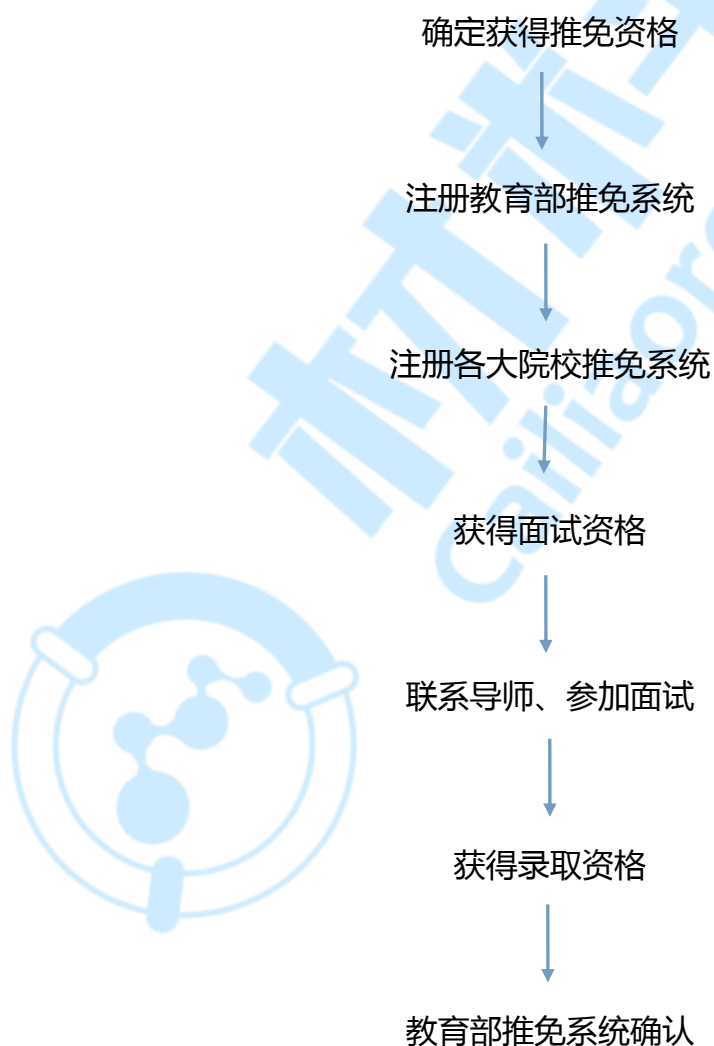 确定获得推免资格
注册教育部推免系统
注册各大院校推免系统
获得面试资格
联系导师、参加面试
获得录取资格
教育部推免系统确认